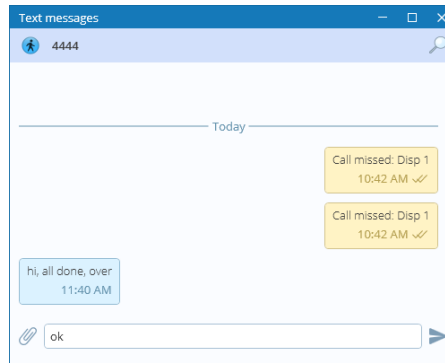 Text messages
4444
Today
Call missed: Disp 1
10:42 AM
Call missed: Disp 1
10:42 AM
hi, all done, over
11:40 AM
ok